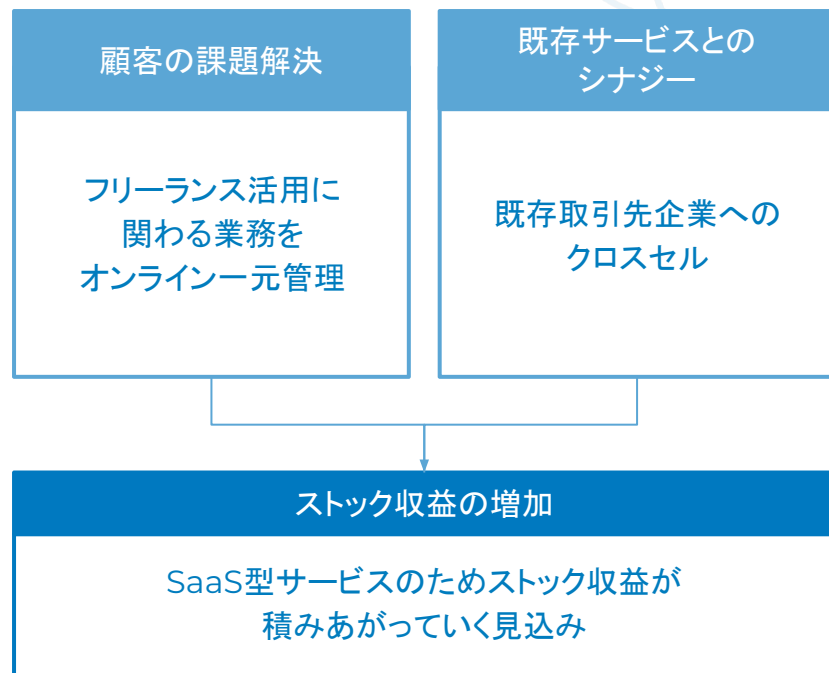 顧客の課題解決
フリーランス活用に
関わる業務を
オンライン一元管理
既存サービスとの
シナジー
既存取引先企業への
クロスセル
ストック収益の増加
SaaS型サービスのためストック収益が
積みあがっていく見込み